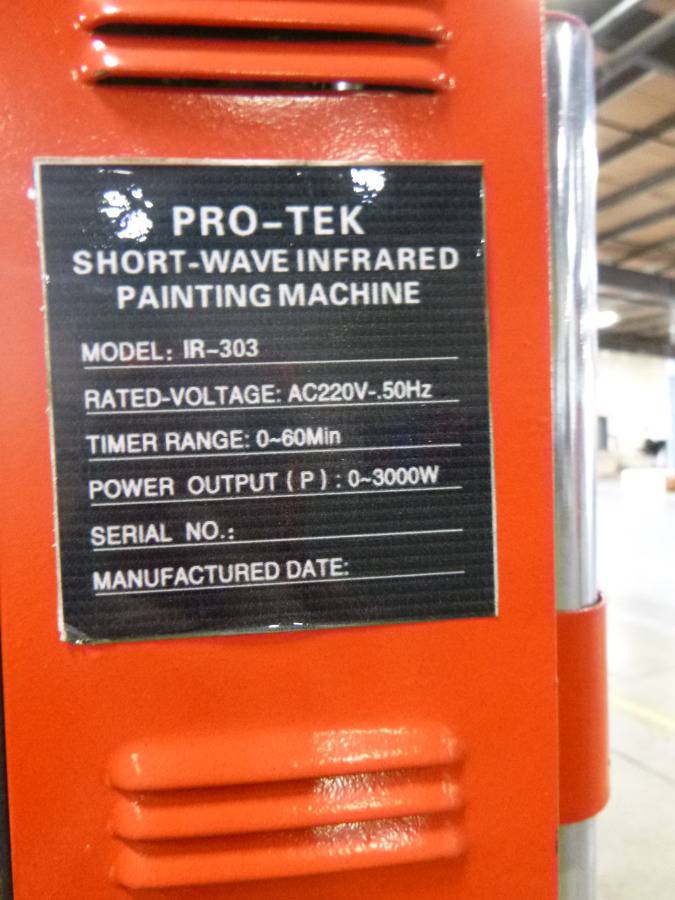 PRO-TEK
SHORT-WAVE INFRARED
PAINTING MACHINE
MODEL: IR-303
RATED-VOLTAGE: AC220V-.50Hz
TIMER RANGE: 0~60Min
POWER OUTPUT ( P ) : 0~3000W
SERIAL NO.:
MANUFACTURED DATE: